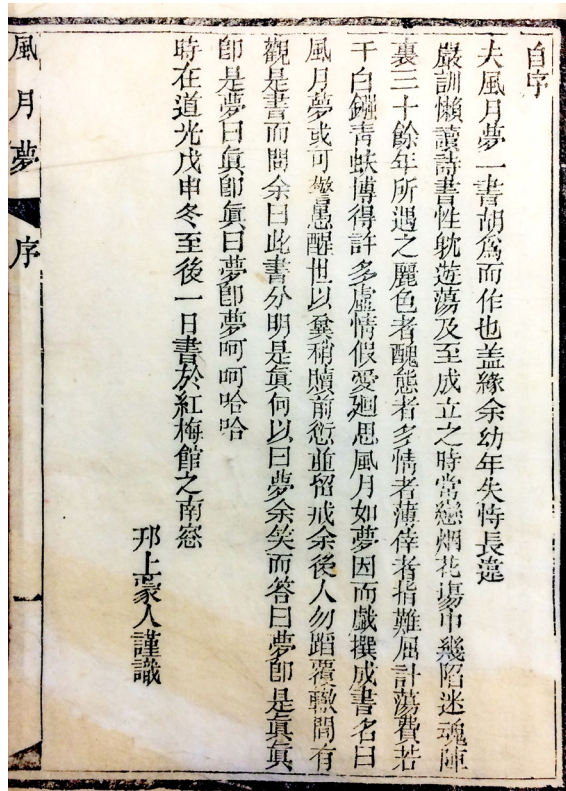 自序
夫風月夢一書胡爲而作也盖緣余幼年失恃長違
嚴訓懶讀詩書性躭遊蕩及至成立之時常戀烟花塲中幾陷迷魂陣
裏三十餘年所遇之麗色者醜態者多情者薄倖者指難屈計蕩費若
干白鏹青蚨博得許多虛情假愛廻思風月如夢因而戲撰成書名曰
風月夢或可警愚醒世以冀稍贖前愆並留戒余後人勿蹈覆轍間有
觀是書而問余曰此書分明是眞何以曰夢余笑而答曰夢卽是眞眞
卽是夢曰眞卽眞曰夢卽夢呵呵哈哈
時在道光戊申冬至後一日書於紅梅館之南窓
邗上蒙人謹識
風月夢 序 一